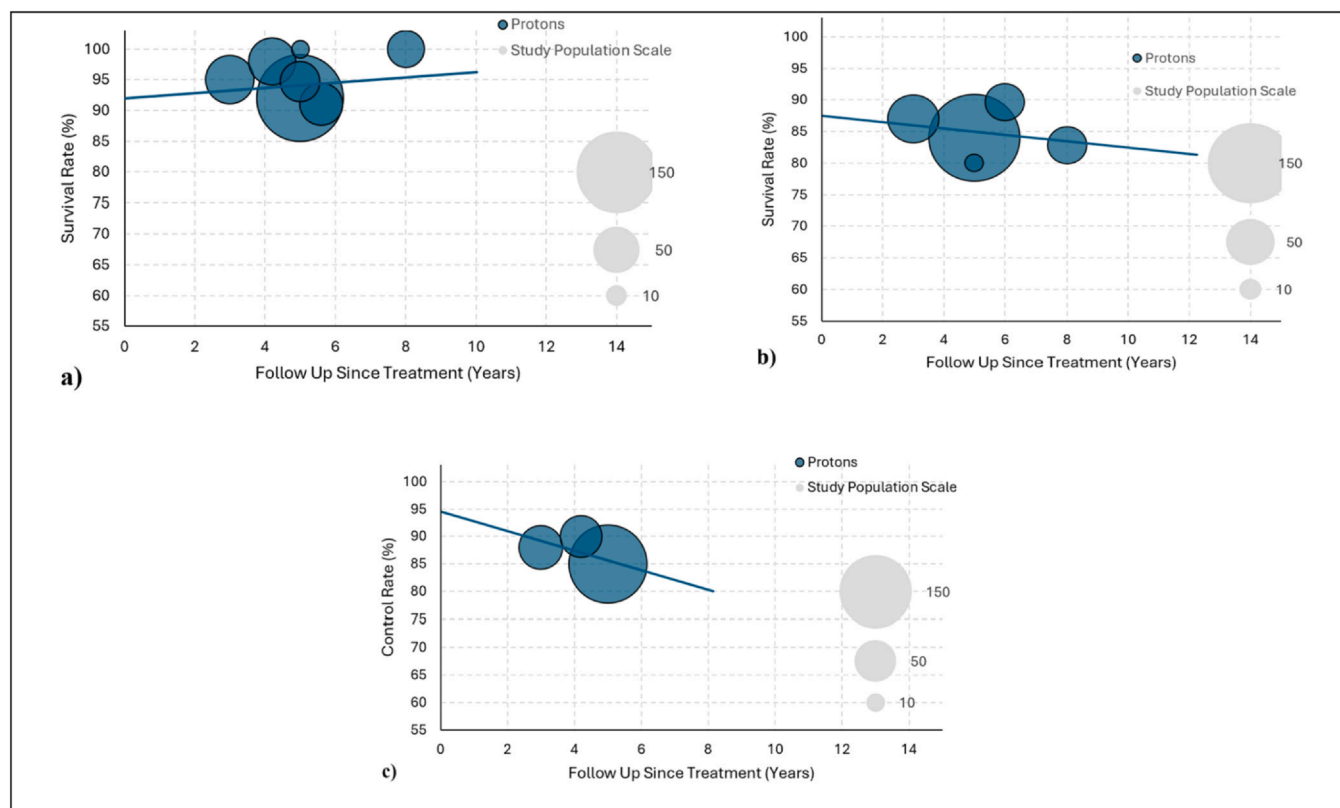 Protons
Study Population Scale
100
95
90
85
80
75
70
65
60
55
Survival Rate (%)
150
50
10
0 2 4 6 8 10 12 14
Follow Up Since Treatment (Years)
a)
Protons
Study Population Scale
100
95
90
85
80
75
70
65
60
55
Survival Rate (%)
150
50
10
0 2 4 6 8 10 12 14
Follow Up Since Treatment (Years)
b)
Protons
Study Population Scale
100
95
90
85
80
75
70
65
60
55
Control Rate (%)
150
50
10
0 2 4 6 8 10 12 14
Follow Up Since Treatment (Years)
c)